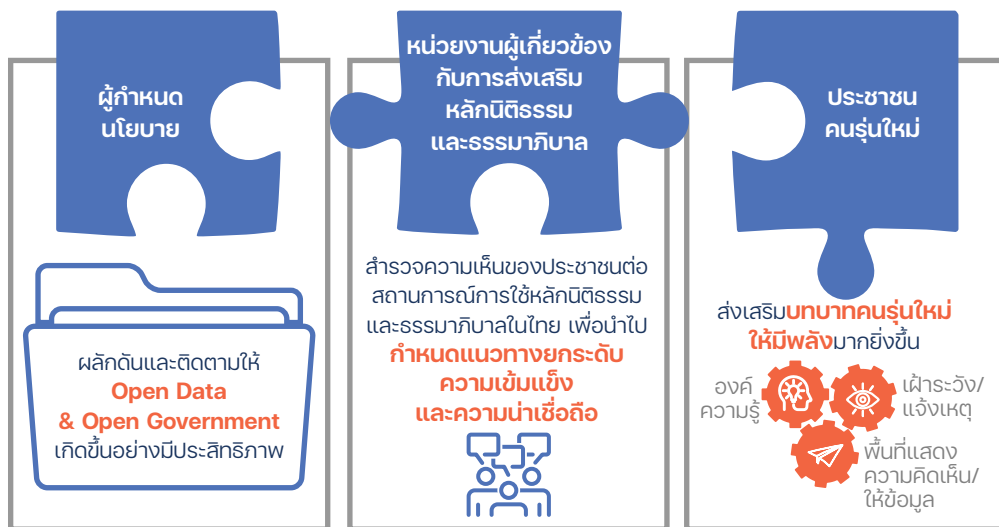 ผู้กำหนด
นโยบาย
ผลักดันและติดตามให้
Open Data
& Open Government
เกิดขึ้นอย่างมีประสิทธิภาพ
หน่วยงานผู้เกี่ยวข้อง
กับการส่งเสริม
หลักนิติธรรม
และธรรมาภิบาล
สำรวจความเห็นของประชาชนต่อ
สถานการณ์การใช้หลักนิติธรรม
และธรรมาภิบาลในไทย เพื่อนำไป
กำหนดแนวทางยกระดับ
ความเข้มแข็ง
และความน่าเชื่อถือ
ประชาชน
คนรุ่นใหม่
ส่งเสริมบทบาทคนรุ่นใหม่
ให้มีพลังมากยิ่งขึ้น
องค์
ความรู้
เฝ้าระวัง/
แจ้งเหตุ
พื้นที่แสดง
ความคิดเห็น/
ให้ข้อมูล